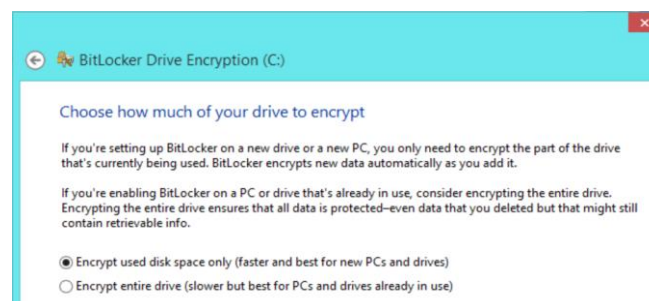 BitLocker Drive Encryption (C:)
Choose how much of your drive to encrypt
If you're setting up BitLocker on a new drive or a new PC, you only need to encrypt the part of the drive
that's currently being used. BitLocker encrypts new data automatically as you add it.
If you're enabling BitLocker on a PC or drive that's already in use, consider encrypting the entire drive.
Encrypting the entire drive ensures that all data is protected–even data that you deleted but that might still
contain retrievable info.
Encrypt used disk space only (faster and best for new PCs and drives)
Encrypt entire drive (slower but best for PCs and drives already in use)